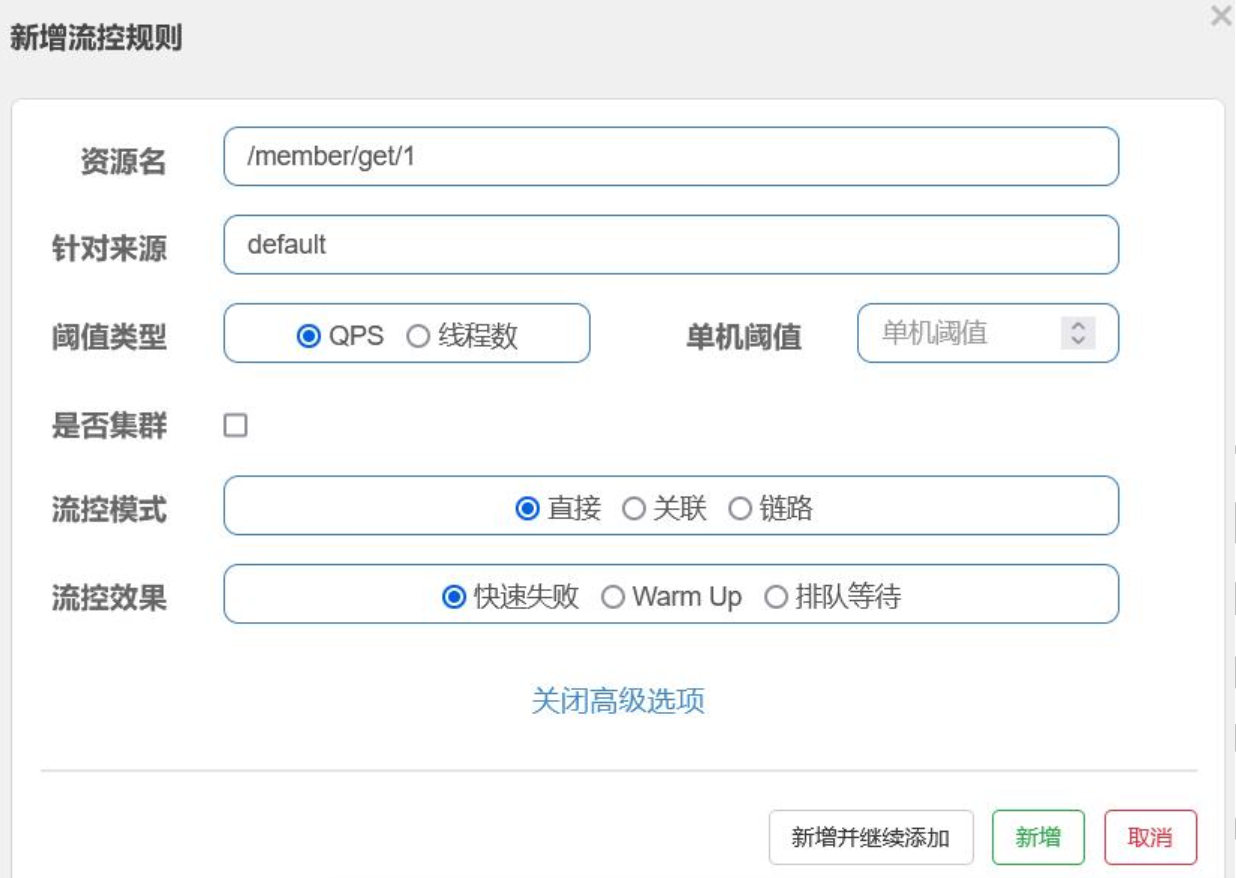 新增流控规则
资源名 /member/get/1
针对来源 default
阈值类型 QPS 线程数 单机阈值 单机阈值
是否集群
流控模式 直接 关联 链路
流控效果 快速失败 Warm Up 排队等待
关闭高级选项
新增并继续添加 新增 取消